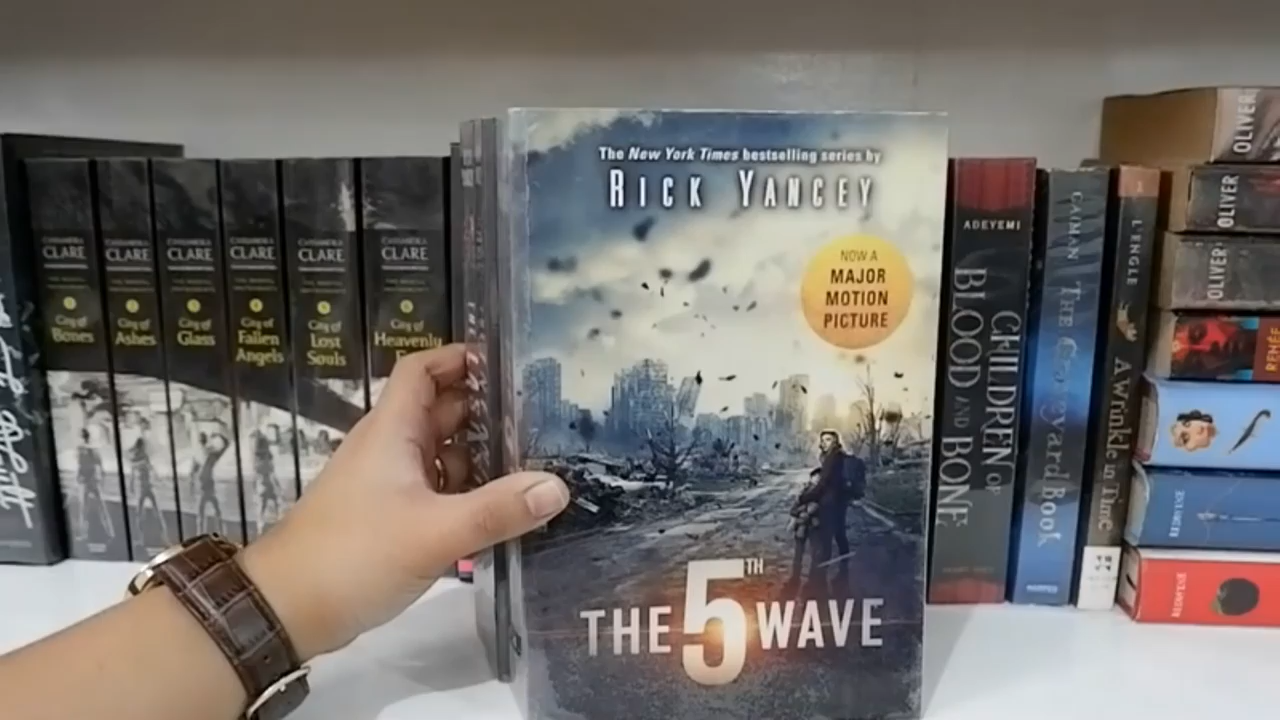 The New York Times bestselling series by
RICK YANCEY
NOW A
MAJOR
MOTION
PICTURE
THE 5TH WAVE
CASSANDRA
CLARE
City of
Bones
CASSANDRA
CLARE
City of
Ashes
CASSANDRA
CLARE
City of
Glass
CASSANDRA
CLARE
City of
Fallen
Angels
CASSANDRA
CLARE
City of
Lost
Souls
CASSANDRA
CLARE
City of
Heavenly
ADEYEMI
CHILDREN OF
BLOOD AND BONE
GAIMAN The Graveyard Book
L'ENGLE A Wrinkle in Time
OLIVER
OLIVER
OLIVER
RENÉE